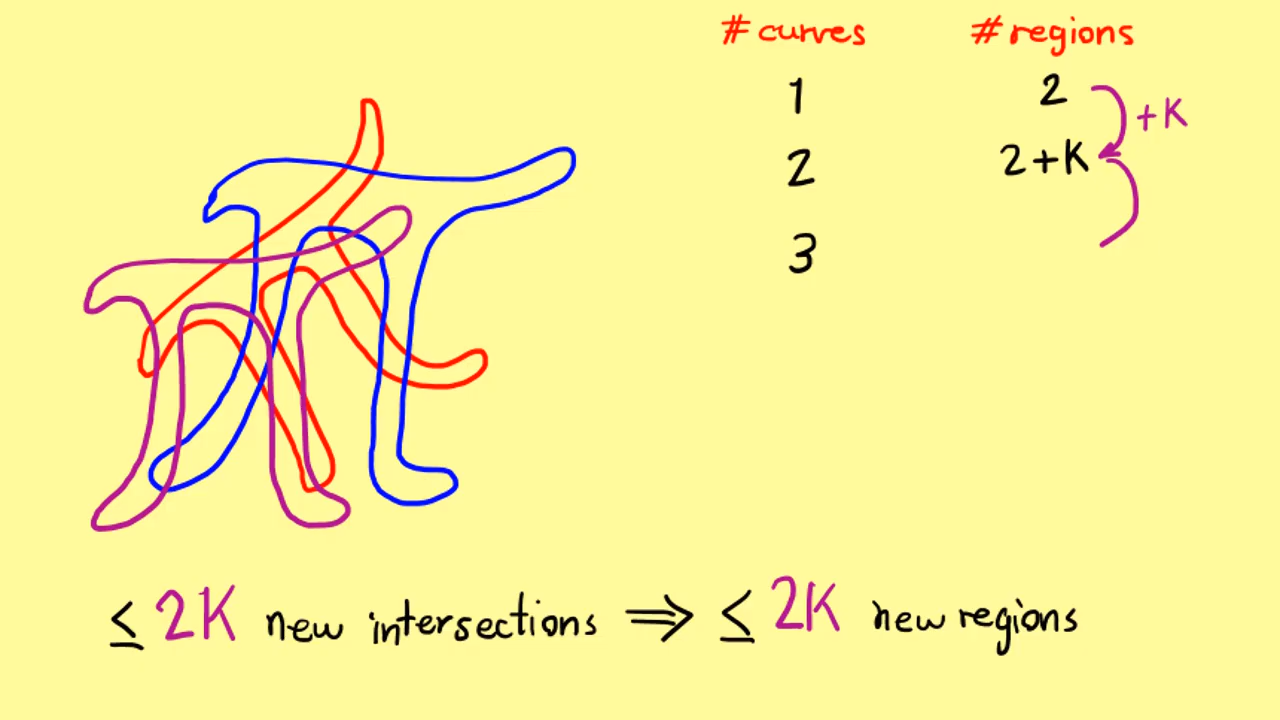 # curves # regions
1 2
+K
2 2+K
3
≤ 2K new intersections ⇒ ≤ 2K new regions